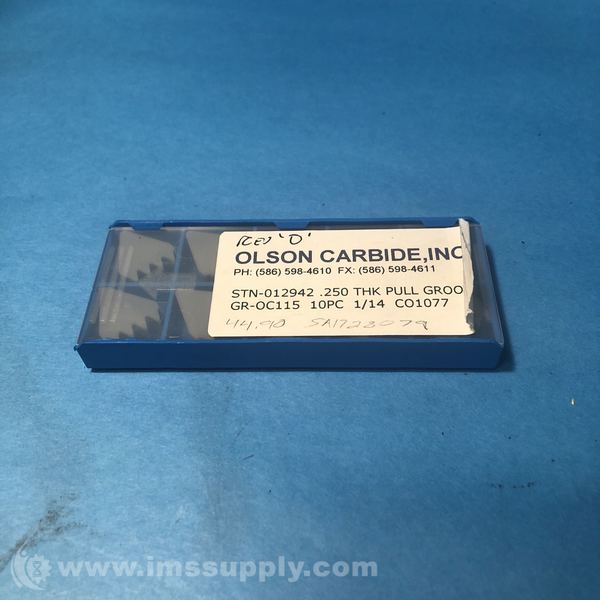 REV 'D'
OLSON CARBIDE, INC
PH: (586) 598-4610 FX: (586) 598-4611
STN-012942 .250 THK PULL GROO
GR-OC115 10PC 1/14 CO1077
44.90 SA1728079
www.imssupply.com